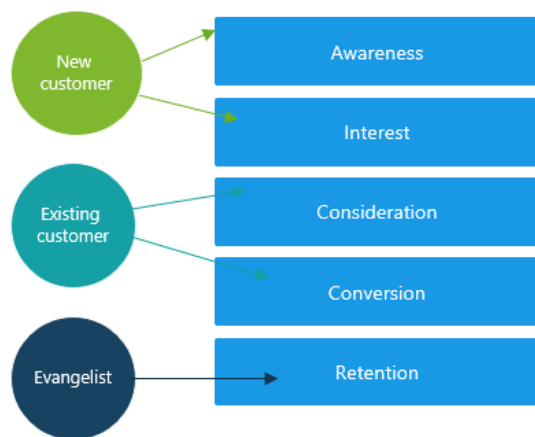 New
customer
Awareness
Interest
Existing
customer
Consideration
Conversion
Evangelist
Retention